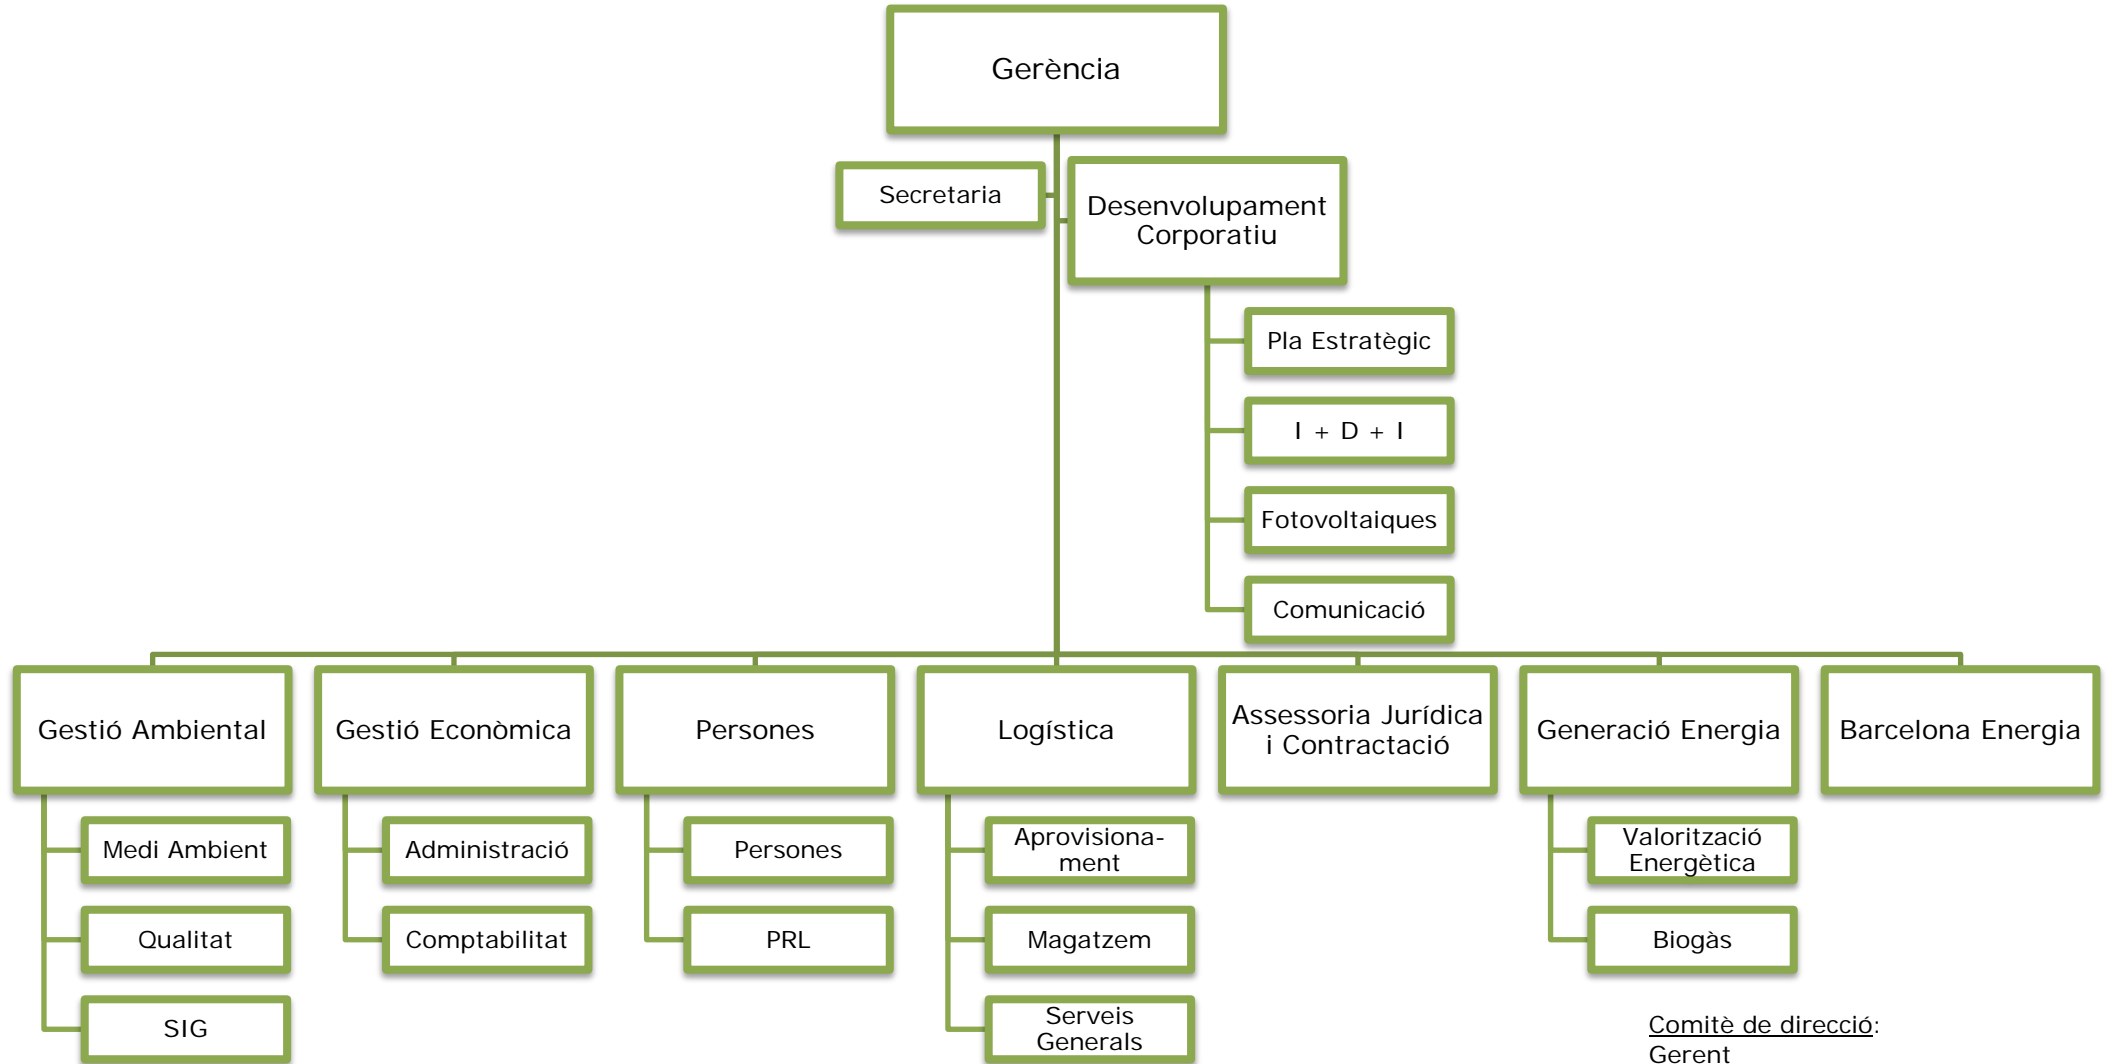 Gerència
Secretaria
Desenvolupament
Corporatiu
Pla Estratègic
I + D + I
Fotovoltaiques
Comunicació
Gestió Ambiental
Gestió Econòmica
Persones
Logística
Assessoria Jurídica
i Contractació
Generació Energia
Barcelona Energia
Medi Ambient
Qualitat
SIG
Administració
Comptabilitat
Persones
PRL
Aprovisiona-
ment
Magatzem
Serveis
Generals
Valorització
Energètica
Biogàs
Comitè de direcció:
Gerent